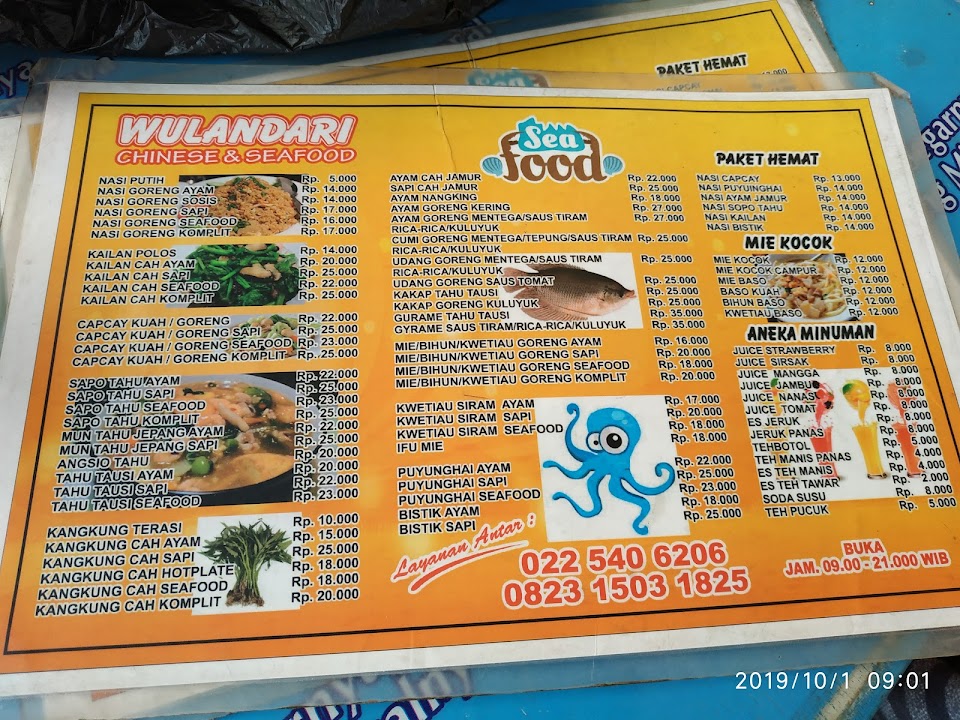 WULANDARI
CHINESE & SEAFOOD
NASI PUTIH Rp. 5.000
NASI GORENG AYAM Rp. 14.000
NASI GORENG SOSIS Rp. 14.000
NASI GORENG SAPI Rp. 17.000
NASI GORENG SEAFOOD Rp. 16.000
NASI GORENG KOMPLIT Rp. 17.000
KAILAN POLOS Rp. 14.000
KAILAN CAH AYAM Rp. 20.000
KAILAN CAH SAPI Rp. 25.000
KAILAN CAH SEAFOOD Rp. 22.000
KAILAN CAH KOMPLIT Rp. 25.000
CAPCAY KUAH / GORENG Rp. 22.000
CAPCAY KUAH / GORENG SAPI Rp. 25.000
CAPCAY KUAH / GORENG SEAFOOD Rp. 23.000
CAPCAY KUAH / GORENG KOMPLIT Rp. 25.000
SAPO TAHU AYAM Rp. 22.000
SAPO TAHU SAPI Rp. 25.000
SAPO TAHU SEAFOOD Rp. 23.000
SAPO TAHU KOMPLIT Rp. 25.000
MUN TAHU JEPANG AYAM Rp. 22.000
MUN TAHU JEPANG SAPI Rp. 25.000
ANGSIO TAHU Rp. 20.000
TAHU TAUSI AYAM Rp. 22.000
TAHU TAUSI SAPI Rp. 25.000
TAHU TAUSI SEAFOOD Rp. 23.000
KANGKUNG TERASI Rp. 10.000
KANGKUNG CAH AYAM Rp. 15.000
KANGKUNG CAH SAPI Rp. 25.000
KANGKUNG CAH HOTPLATE Rp. 18.000
KANGKUNG CAH SEAFOOD Rp. 18.000
KANGKUNG CAH KOMPLIT Rp. 20.000
Sea food
AYAM CAH JAMUR Rp. 22.000
SAPI CAH JAMUR Rp. 25.000
AYAM NANGKING Rp. 18.000
AYAM GORENG KERING Rp. 27.000
AYAM GORENG MENTEGA/SAUS TIRAM Rp. 27.000
RICA-RICA/KULUYUK
CUMI GORENG MENTEGA/TEPUNG/SAUS TIRAM Rp. 25.000
RICA-RICA/KULUYUK
UDANG GORENG MENTEGA/SAUS TIRAM Rp. 25.000
RICA-RICA/KULUYUK
UDANG GORENG SAUS TOMAT Rp. 25.000
KAKAP TAHU TAUSI Rp. 25.000
KAKAP GORENG KULUYUK Rp. 25.000
GURAME TAHU TAUSI Rp. 35.000
GYRAME SAUS TIRAM/RICA-RICA/KULUYUK Rp. 35.000
MIE/BIHUN/KWETIAU GORENG AYAM Rp. 16.000
MIE/BIHUN/KWETIAU GORENG SAPI Rp. 20.000
MIE/BIHUN/KWETIAU GORENG SEAFOOD Rp. 18.000
MIE/BIHUN/KWETIAU GORENG KOMPLIT Rp. 20.000
KWETIAU SIRAM AYAM Rp. 17.000
KWETIAU SIRAM SAPI Rp. 20.000
KWETIAU SIRAM SEAFOOD Rp. 18.000
IFU MIE Rp. 18.000
PUYUNGHAI AYAM Rp. 22.000
PUYUNGHAI SAPI Rp. 25.000
PUYUNGHAI SEAFOOD Rp. 23.000
BISTIK AYAM Rp. 18.000
BISTIK SAPI Rp. 25.000
Layanan Antar :
022 540 6206
0823 1503 1825
PAKET HEMAT
PAKET HEMAT
NASI CAPCAY Rp. 13.000
NASI PUYUINGHAI Rp. 14.000
NASI AYAM JAMUR Rp. 14.000
NASI SOPO TAHU Rp. 14.000
NASI KAILAN Rp. 14.000
NASI BISTIK Rp. 14.000
MIE KOCOK
MIE KOCOK Rp. 12.000
MIE KOCOK CAMPUR Rp. 12.000
MIE BASO Rp. 12.000
BASO KUAH Rp. 12.000
BIHUN BASO Rp. 12.000
KWETIAU BASO Rp. 12.000
ANEKA MINUMAN
JUICE STRAWBERRY Rp. 8.000
JUICE SIRSAK Rp. 8.000
JUICE MANGGA Rp. 8.000
JUICE JAMBU Rp. 8.000
JUICE NANAS Rp. 8.000
JUICE TOMAT Rp. 8.000
ES JERUK Rp. 8.000
JERUK PANAS Rp. 8.000
TEHBOTOL Rp. 5.000
TEH MANIS PANAS Rp. 4.000
ES TEH MANIS Rp. 4.000
ES TEH TAWAR Rp. 2.000
SODA SUSU Rp. 8.000
TEH PUCUK Rp. 5.000
BUKA
JAM. 09.00 - 21.000 WIB
2019/10/1 09:01